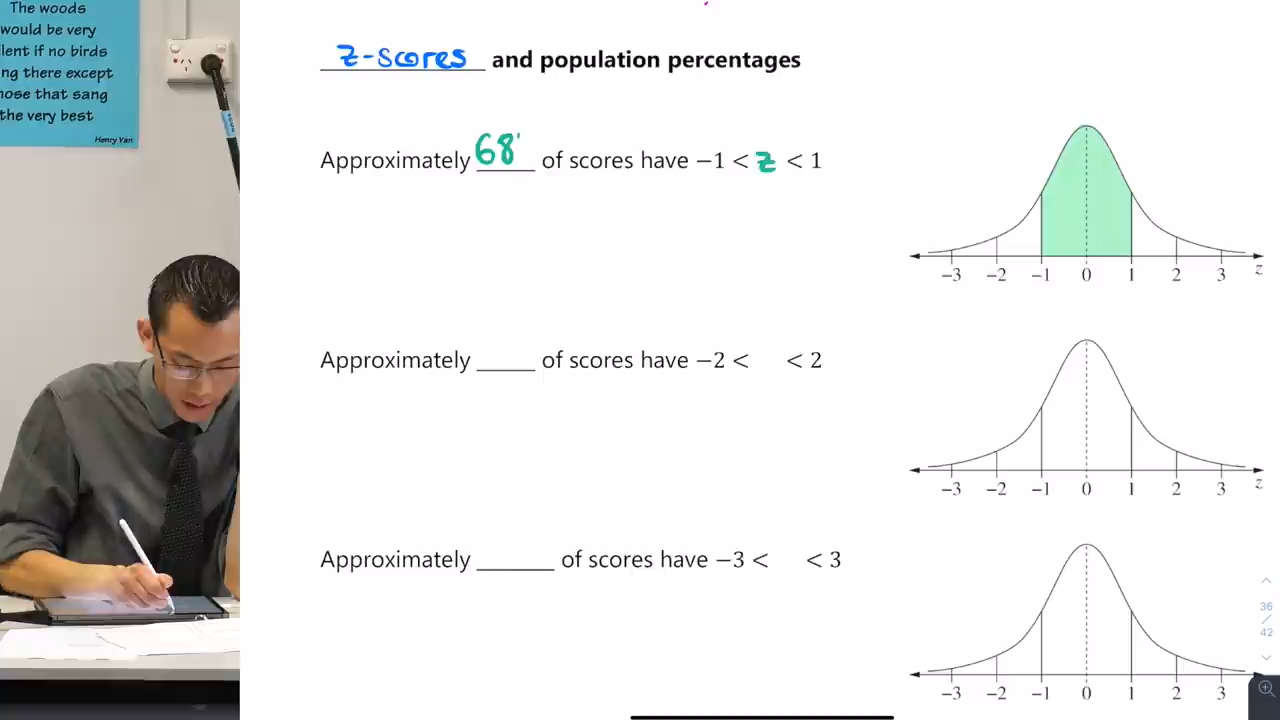 The woods
would be very
lent if no birds
ng there except
hose that sang
the very best
Henry Van
z-scores and population percentages
Approximately 68' of scores have −1 < z < 1
−3 −2 −1 0 1 2 3 z
Approximately _____ of scores have −2 < < 2
−3 −2 −1 0 1 2 3 z
Approximately _______ of scores have −3 < < 3
−3 −2 −1 0 1 2 3
36
/
42